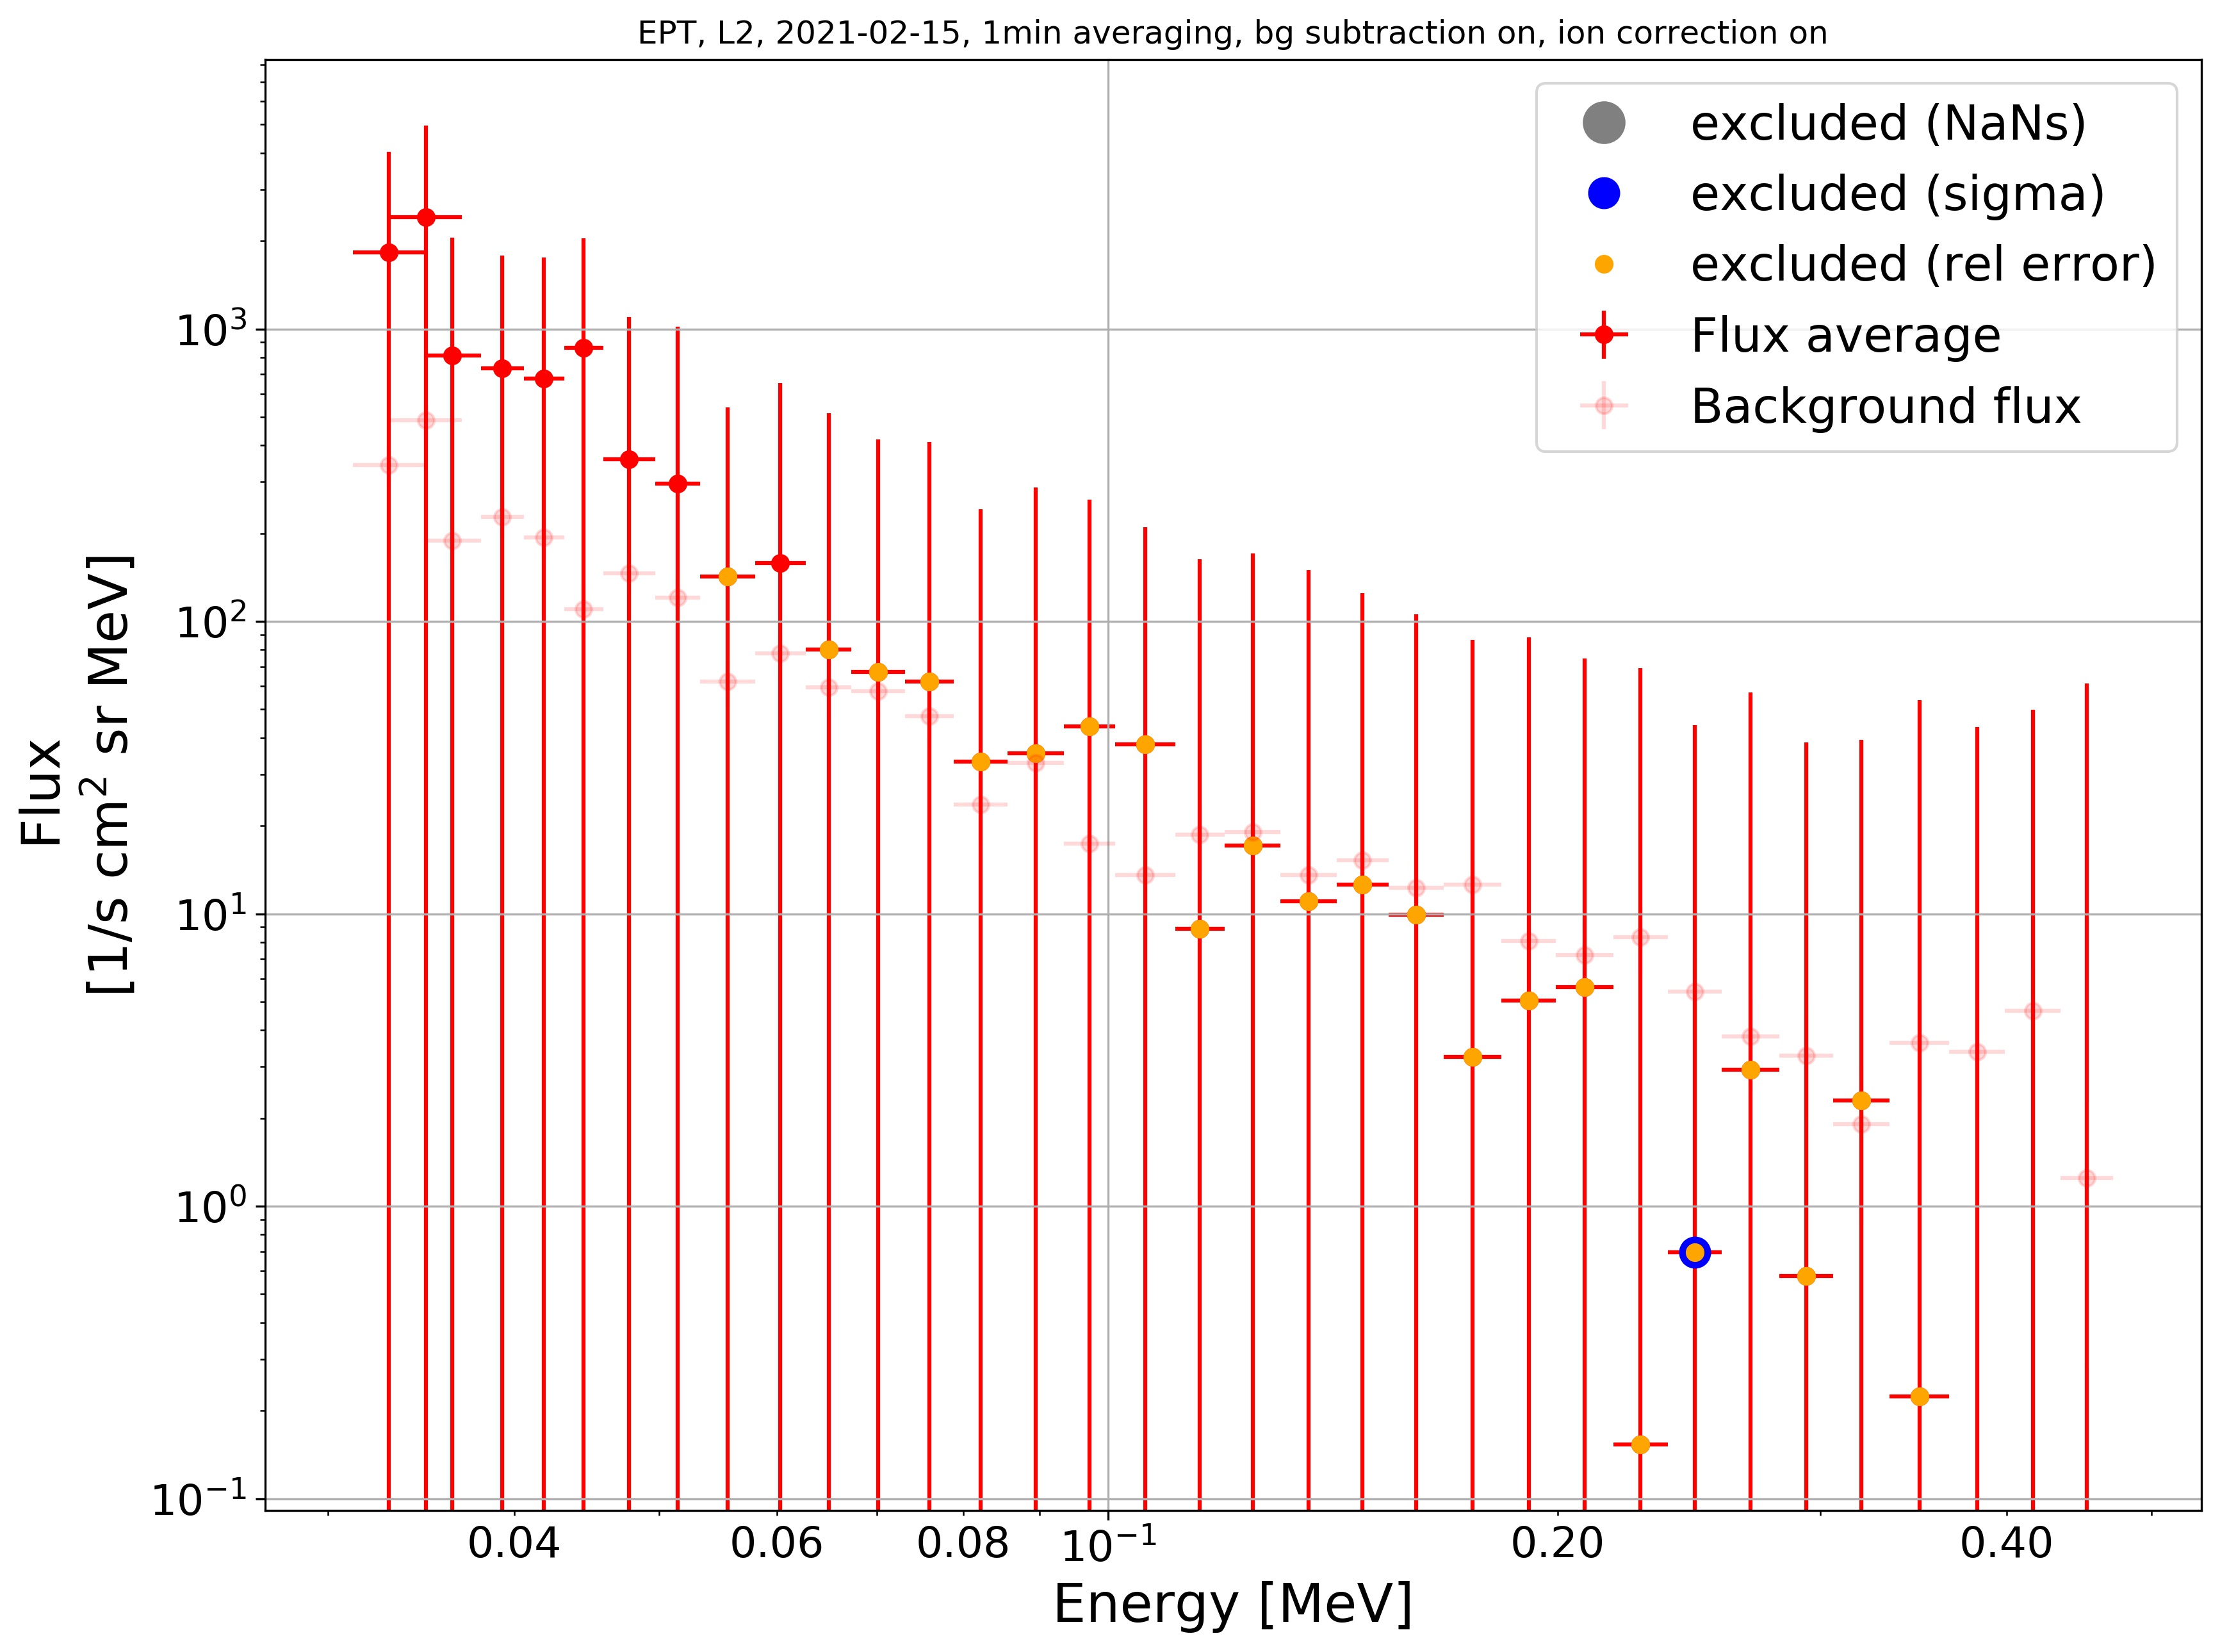 EPT, L2, 2021-02-15, 1min averaging, bg subtraction on, ion correction on
excluded (NaNs)
excluded (sigma)
excluded (rel error)
Flux average
Background flux
10³
10²
10¹
10⁰
10⁻¹
Flux
[1/s cm² sr MeV]
0.04
0.06
0.08
10⁻¹
0.20
0.40
Energy [MeV]